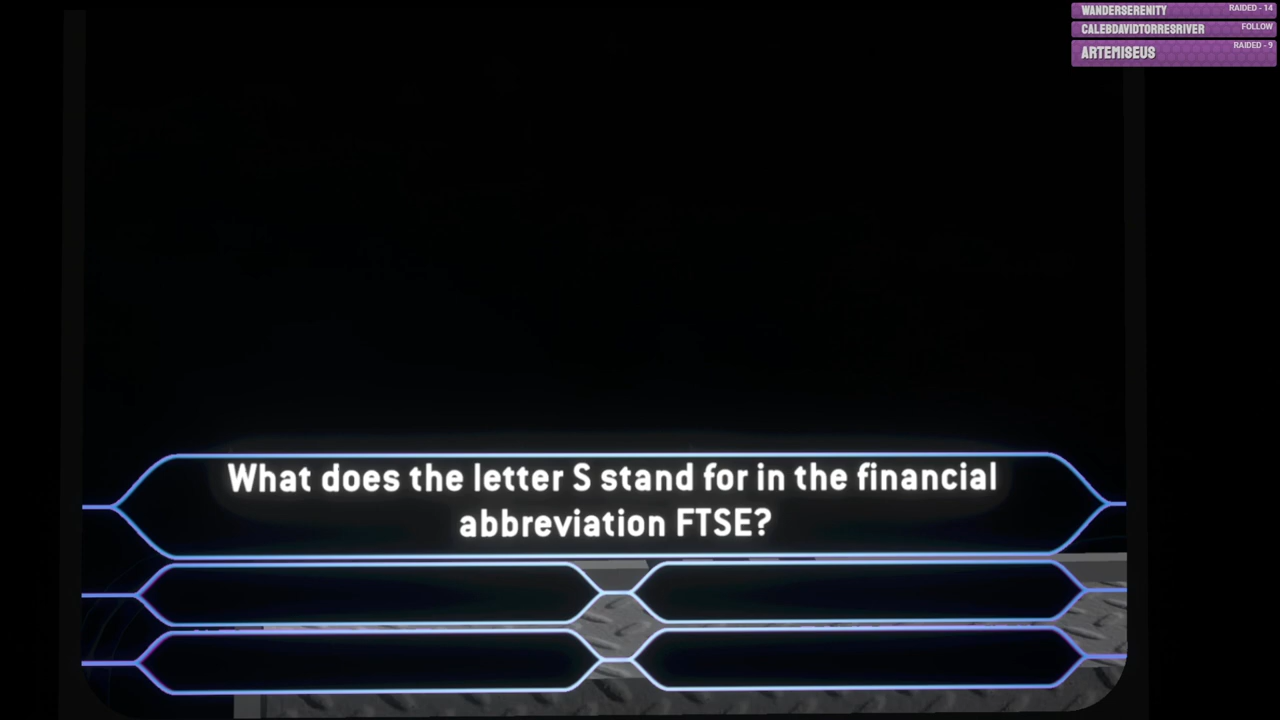 WANDERSERENITY RAIDED - 14
CALEBDAVIDTORRESRIVER FOLLOW
ARTEMISEUS RAIDED - 9
What does the letter S stand for in the financial
abbreviation FTSE?